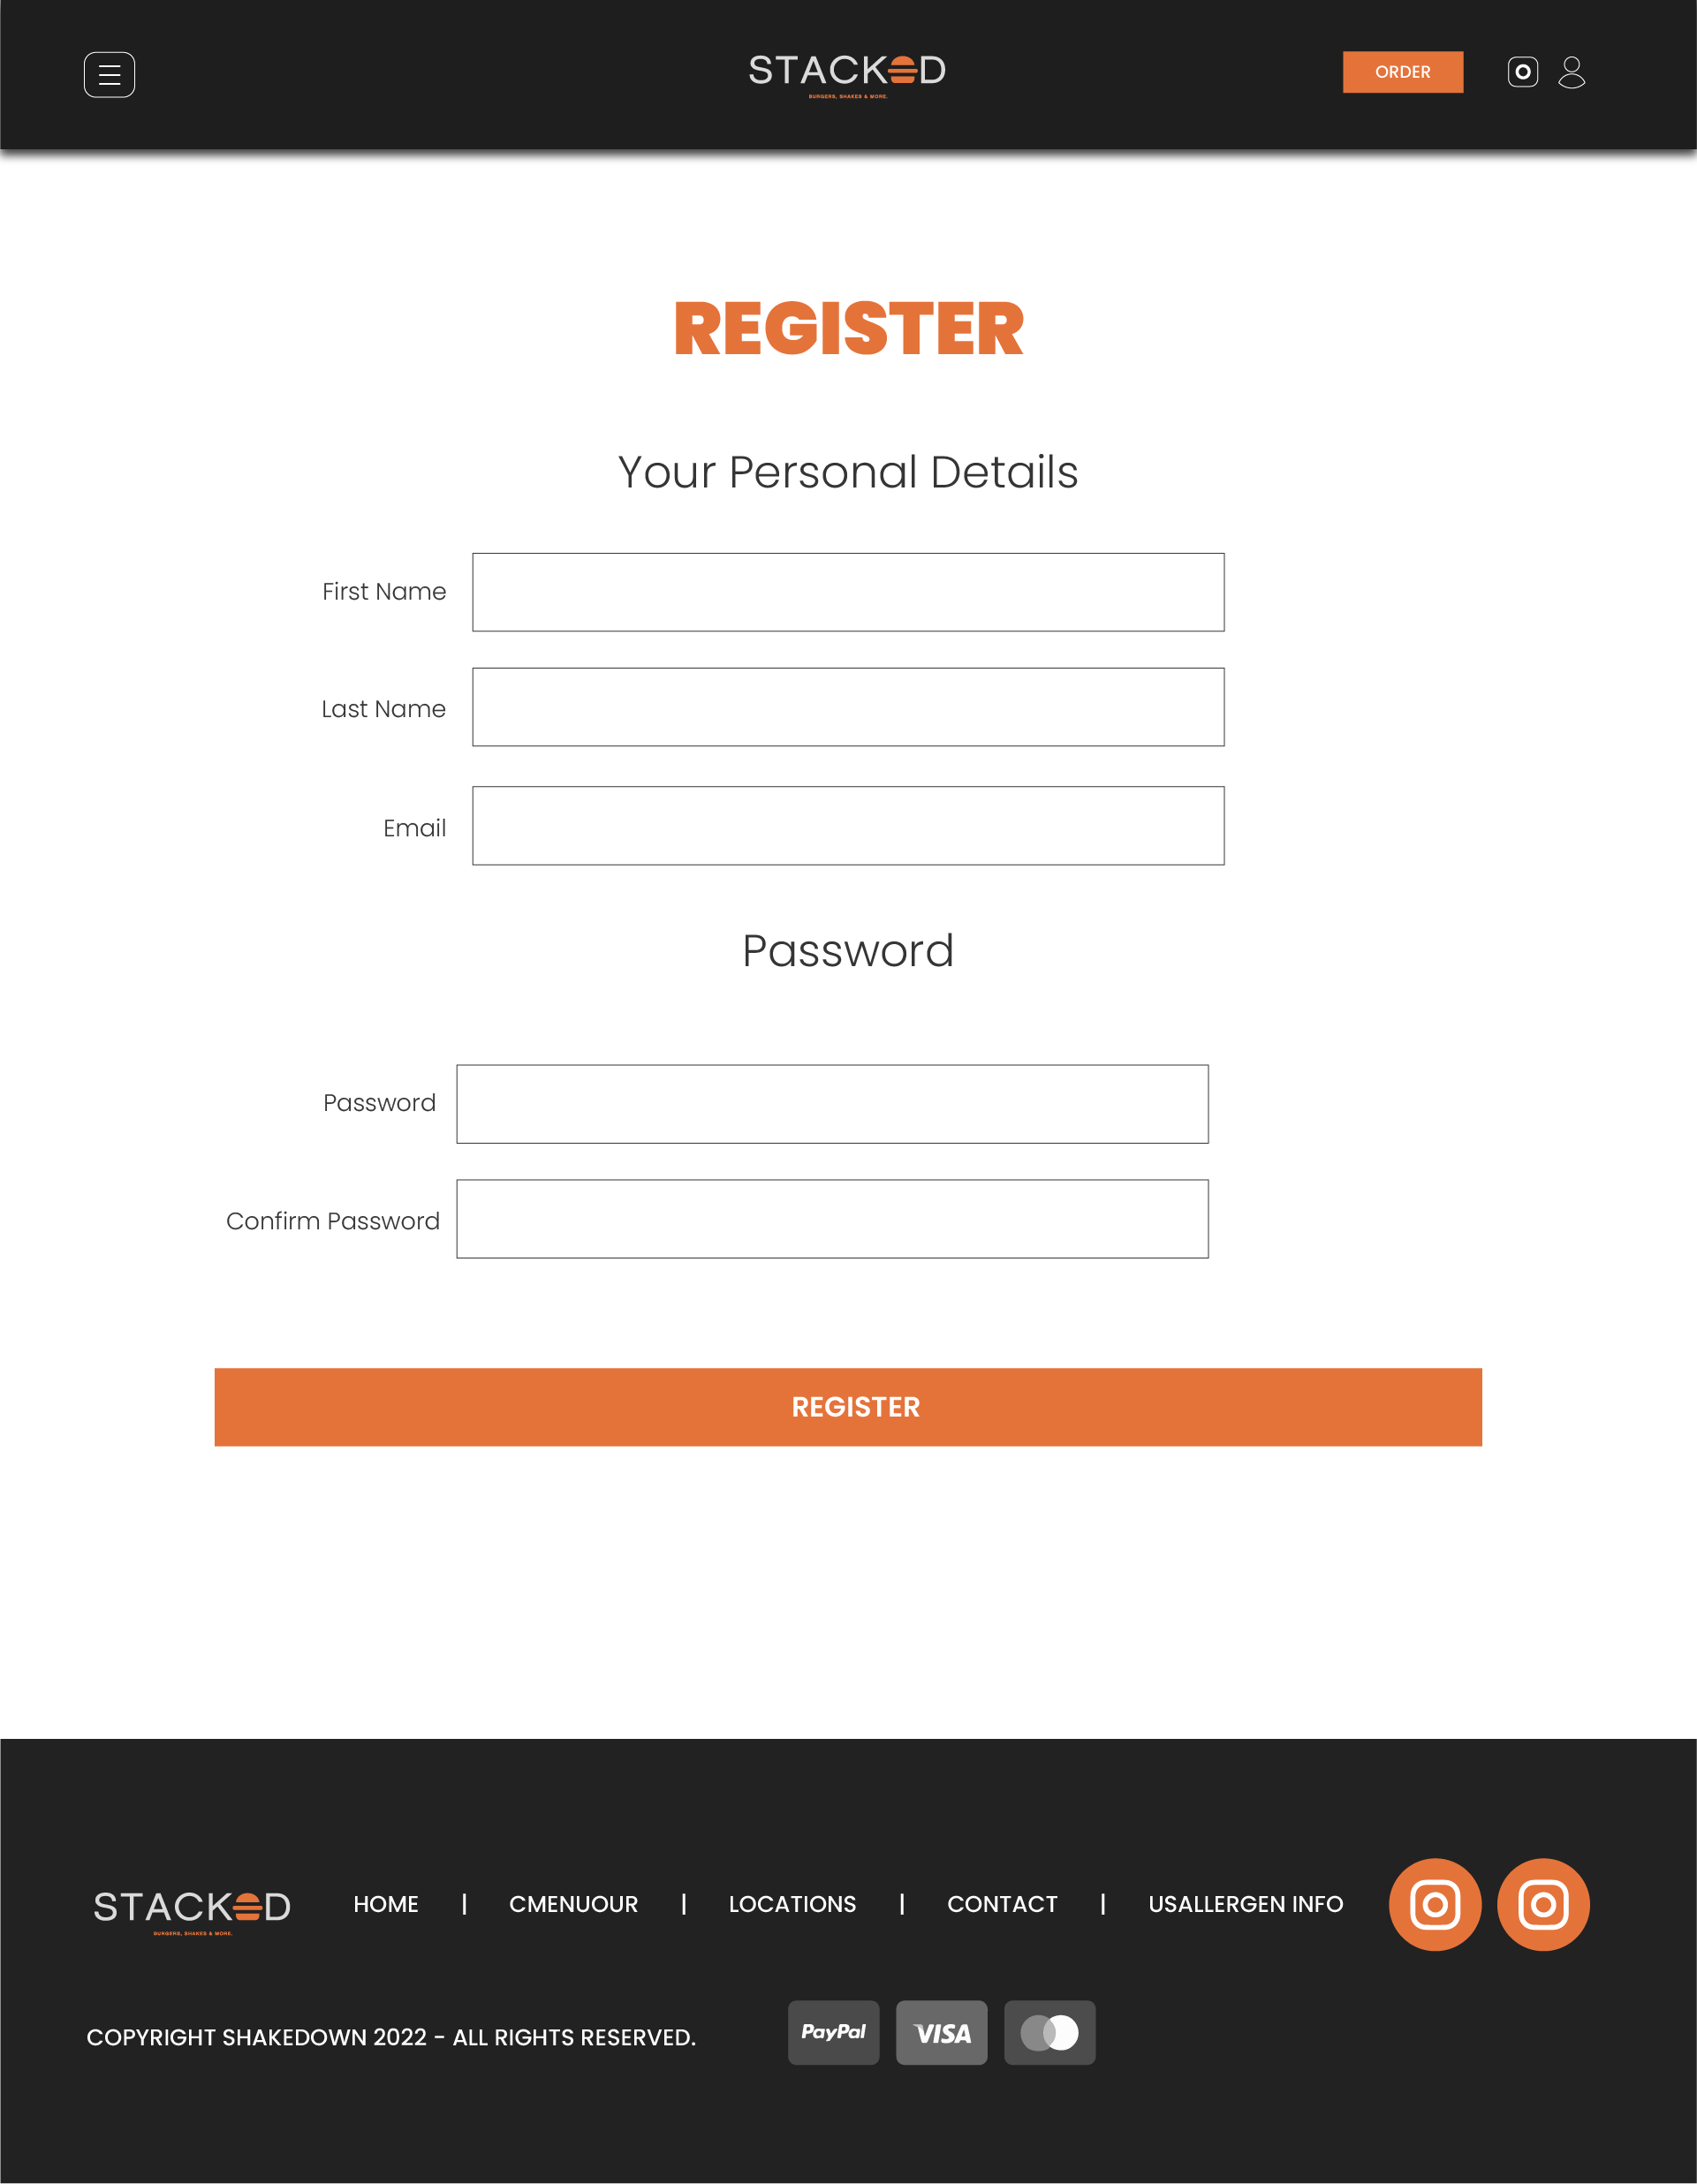 STACKED
BURGERS, SHAKES & MORE.
ORDER
REGISTER
Your Personal Details
First Name
Last Name
Email
Password
Password
Confirm Password
REGISTER
STACKED
BURGERS, SHAKES & MORE.
HOME | CMENUOUR | LOCATIONS | CONTACT | USALLERGEN INFO
COPYRIGHT SHAKEDOWN 2022 - ALL RIGHTS RESERVED.
PayPal VISA